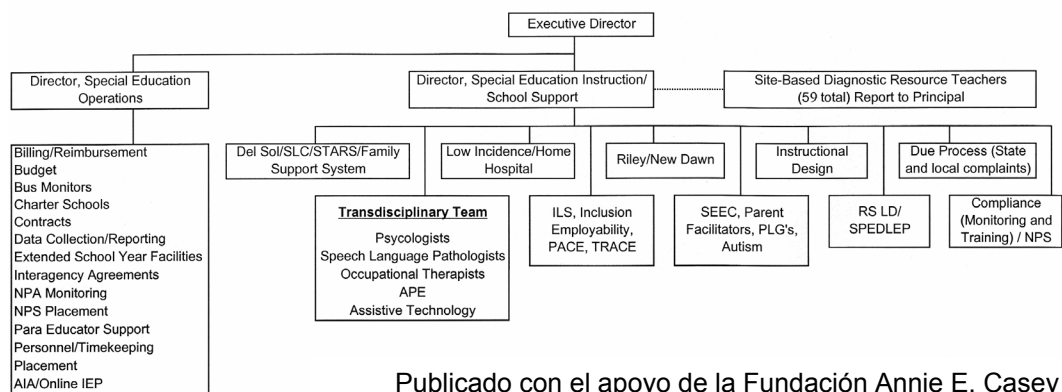 Executive Director
Director, Special Education
Operations
Director, Special Education Instruction/
School Support
Site-Based Diagnostic Resource Teachers
(59 total) Report to Principal
Billing/Reimbursement
Budget
Bus Monitors
Charter Schools
Contracts
Data Collection/Reporting
Extended School Year Facilities
Interagency Agreements
NPA Monitoring
NPS Placement
Para Educator Support
Personnel/Timekeeping
Placement
AIA/Online IEP
Del Sol/SLC/STARS/Family
Support System
Low Incidence/Home
Hospital
Riley/New Dawn
Instructional
Design
Due Process (State
and local complaints)
Transdisciplinary Team
Psycologists
Speech Language Pathologists
Occupational Therapists
APE
Assistive Technology
ILS, Inclusion
Employability,
PACE, TRACE
SEEC, Parent
Facilitators, PLG's,
Autism
RS LD/
SPEDLEP
Compliance
(Monitoring and
Training) / NPS
Publicado con el apoyo de la Fundación Annie E. Casey